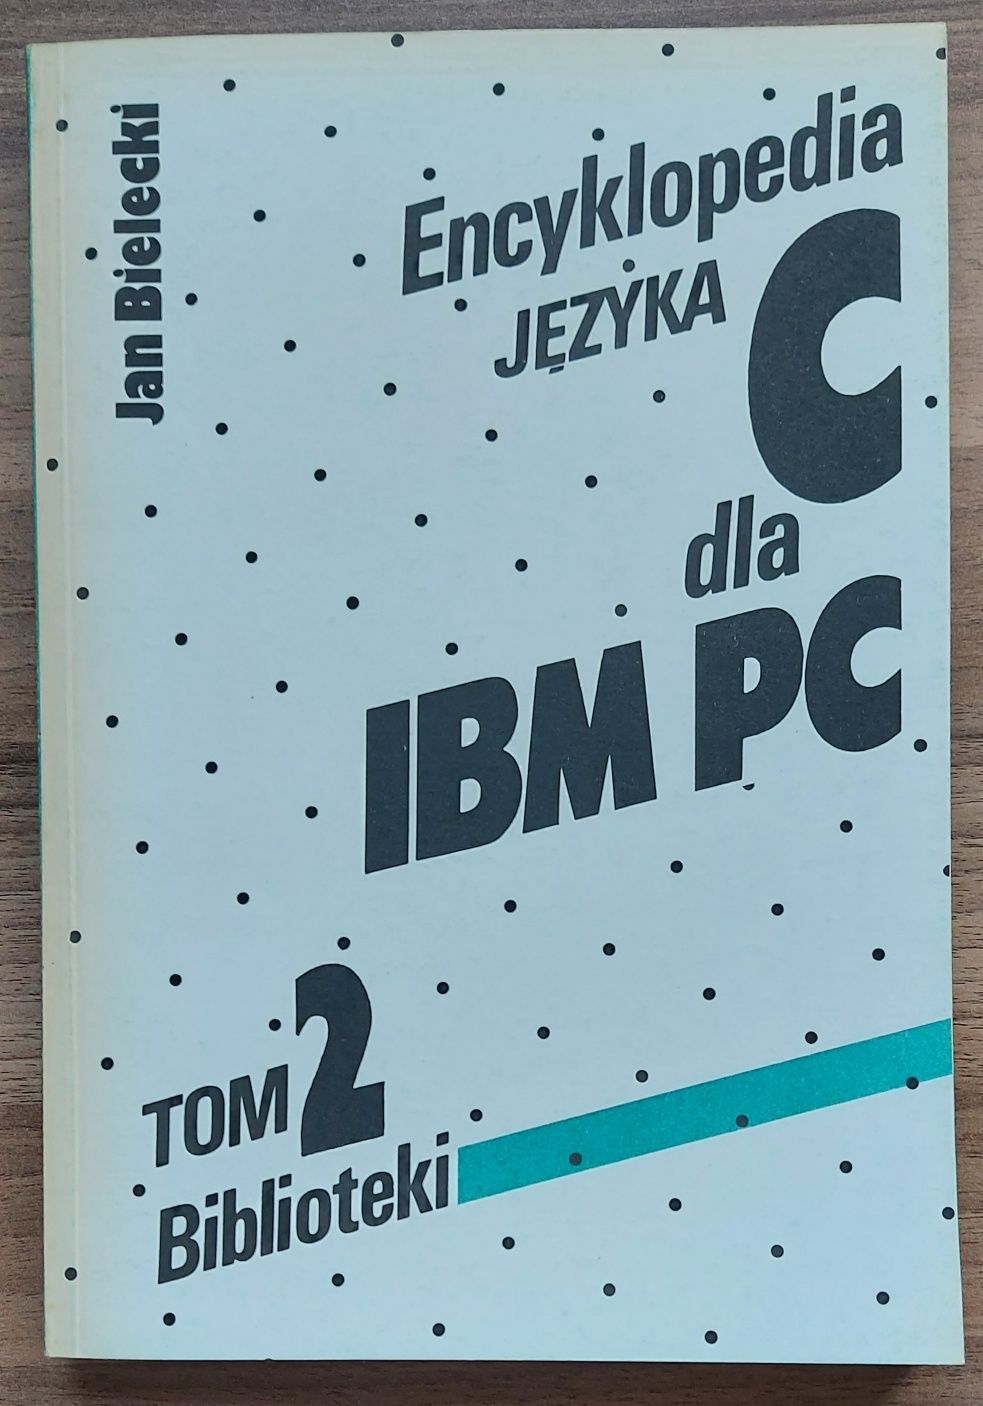 Jan Bielecki
Encyklopedia
JĘZYKA C
dla
IBM PC
TOM 2
Biblioteki